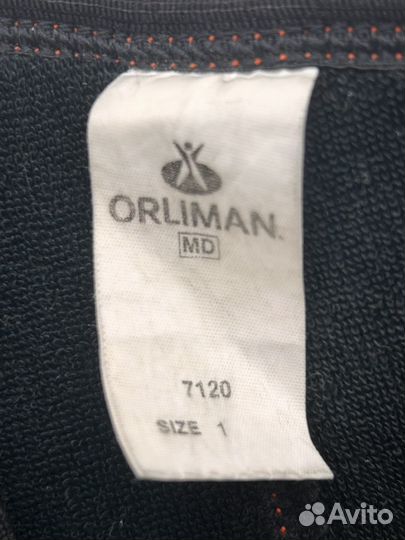 ORLIMAN.
MD
7120
SIZE 1
Avito